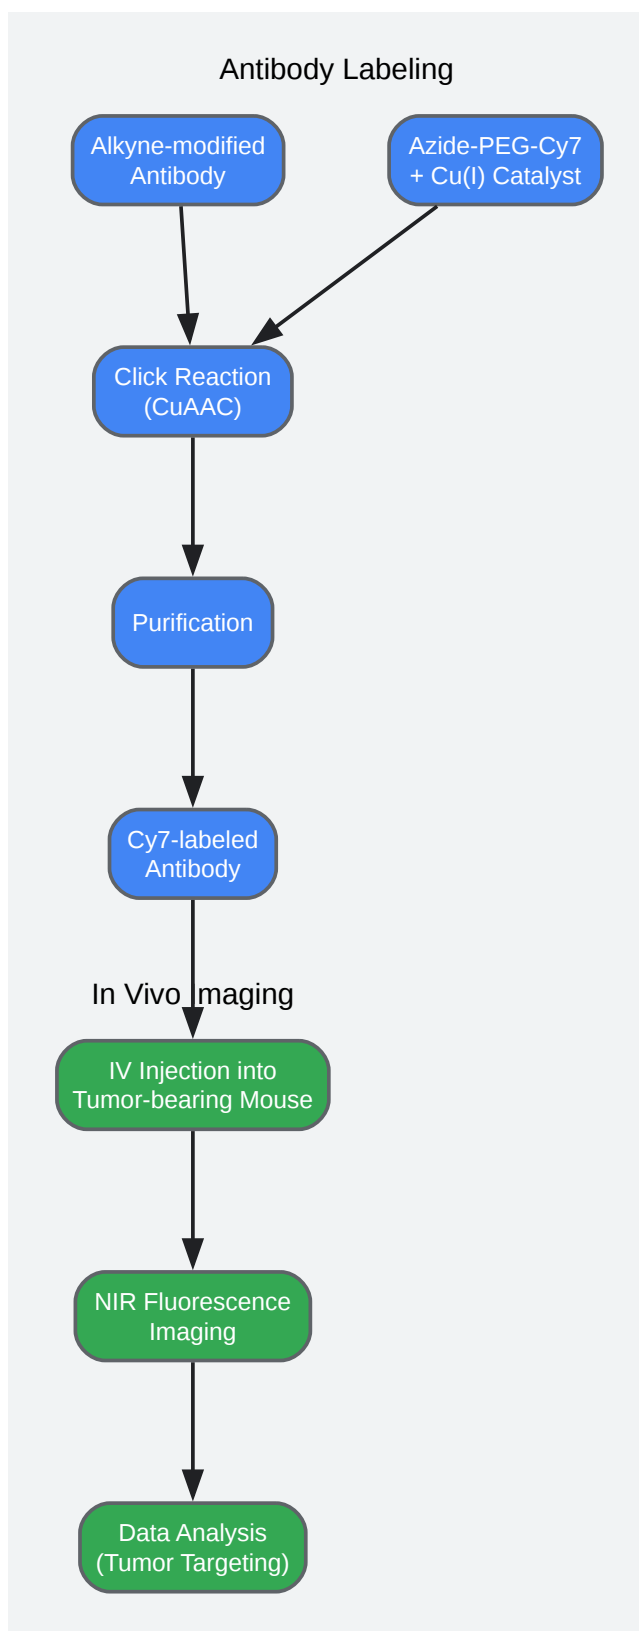 Antibody Labeling
Alkyne-modified
Antibody
Azide-PEG-Cy7
+ Cu(I) Catalyst
Click Reaction
(CuAAC)
Purification
Cy7-labeled
Antibody
In Vivo Imaging
IV Injection into
Tumor-bearing Mouse
NIR Fluorescence
Imaging
Data Analysis
(Tumor Targeting)